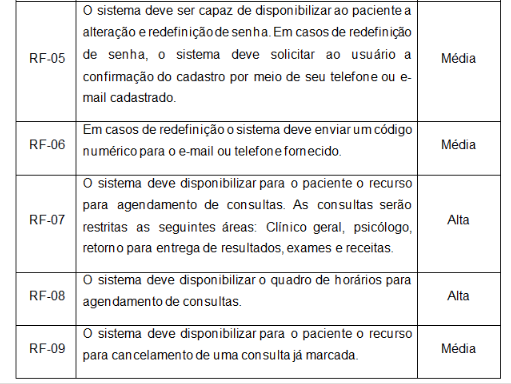 O sistema deve ser capaz de disponibilizar ao paciente a
alteração e redefinição de senha. Em casos de redefinição
RF-05 de senha, o sistema deve solicitar ao usuário a Média
confirmação do cadastro por meio de seu telefone ou e-
mail cadastrado.
Em casos de redefinição o sistema deve enviar um código
RF-06 numérico para o e-mail ou telefone fornecido. Média
O sistema deve disponibilizar para o paciente o recurso
para agendamento de consultas. As consultas serão
RF-07 restritas as seguintes áreas: Clínico geral, psicólogo, Alta
retorno para entrega de resultados, exames e receitas.
O sistema deve disponibilizar o quadro de horários para
RF-08 agendamento de consultas. Alta
O sistema deve disponibilizar para o paciente o recurso
RF-09 para cancelamento de uma consulta já marcada. Média